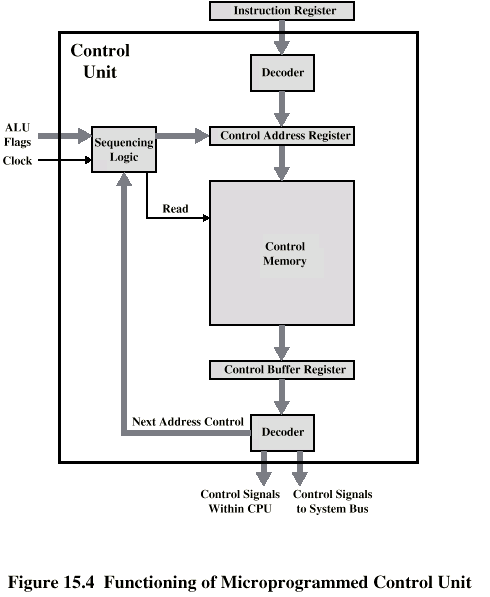 Instruction Register
Control
Unit
Decoder
ALU
Flags
Clock
Sequencing
Logic
Control Address Register
Read
Control
Memory
Control Buffer Register
Next Address Control
Decoder
Control Signals
Within CPU
Control Signals
to System Bus
Figure 15.4 Functioning of Microprogrammed Control Unit